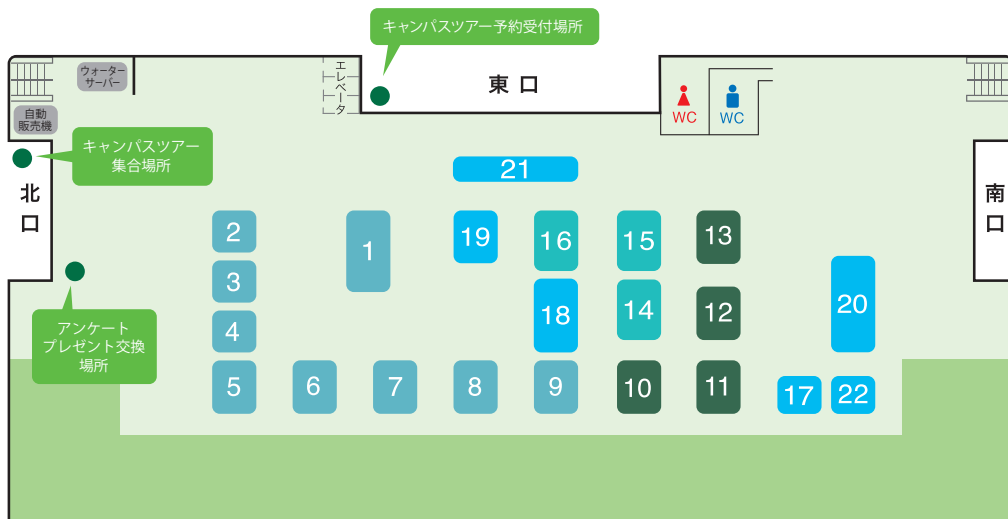 キャンパスツアー予約受付場所
ウォーター
サーバー
エレベータ
東口
自動
販売機
WC
WC
キャンパスツアー
集合場所
北口
南口
21
2
1
19
16
15
13
3
4
18
14
12
20
アンケート
プレゼント交換
場所
5
6
7
8
9
10
11
17
22